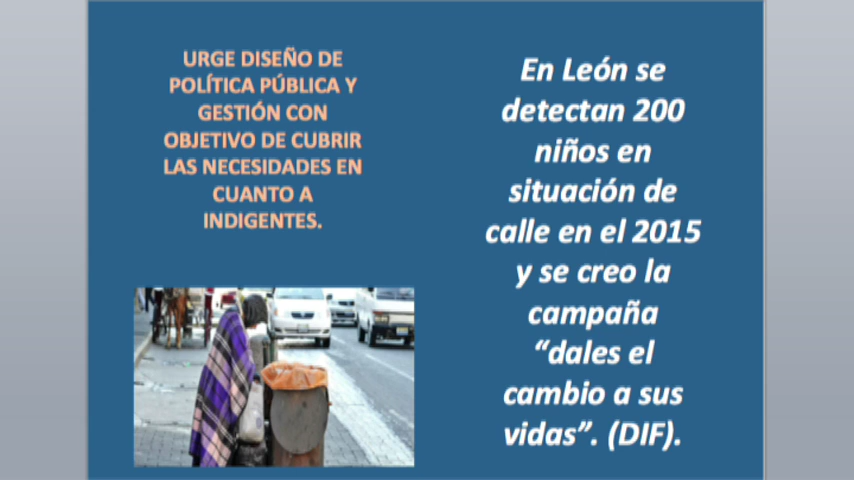 URGE DISEÑO DE
POLÍTICA PÚBLICA Y
GESTIÓN CON
OBJETIVO DE CUBRIR
LAS NECESIDADES EN
CUANTO A
INDIGENTES.
En León se
detectan 200
niños en
situación de
calle en el 2015
y se creo la
campaña
“dales el
cambio a sus
vidas”. (DIF).